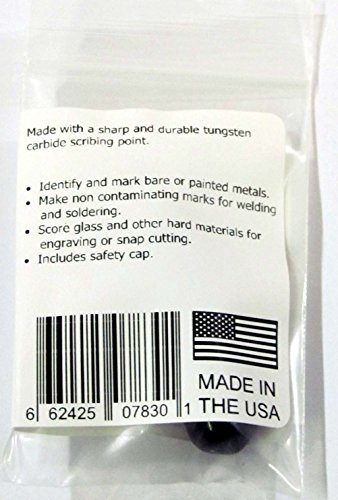 Made with a sharp and durable tungsten
carbide scribing point.
• Identify and mark bare or painted metals.
• Make non contaminating marks for welding
and soldering.
• Score glass and other hard materials for
engraving or snap cutting.
• Includes safety cap.
MADE IN
THE USA
6 62425 07830 1